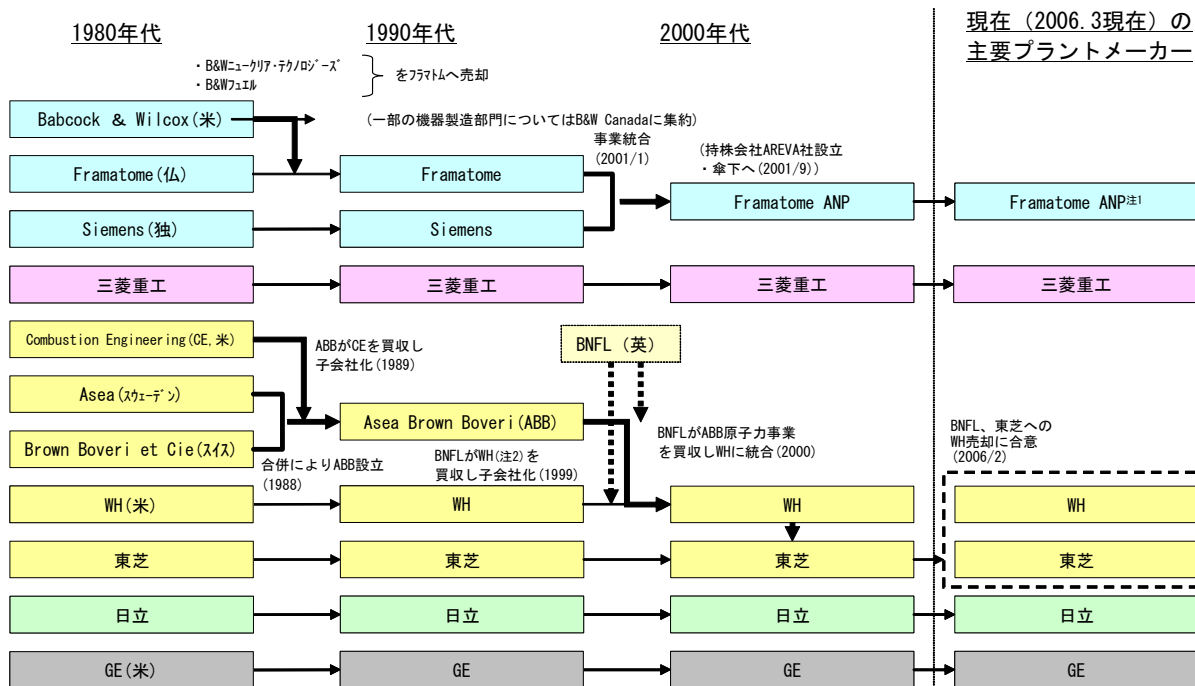 1980年代
1990年代
2000年代
現在（2006.3現在）の
主要プラントメーカー
・B&Wﾆｭｰｸﾘｱ･ﾃｸﾉﾛｼﾞｰｽﾞ
・B&Wﾌｭｴﾙ
をﾌﾗﾏﾄﾑへ売却
Babcock ＆ Wilcox(米)
(一部の機器製造部門についてはB&W Canadaに集約)
事業統合
(2001/1)
(持株会社AREVA社設立
・傘下へ(2001/9))
Framatome(仏)
Framatome
Framatome ANP
Framatome ANP注1
Siemens(独)
Siemens
三菱重工
三菱重工
三菱重工
三菱重工
Combustion Engineering(CE,米)
ABBがCEを買収し
子会社化(1989)
BNFL（英）
Asea(ｽｳｪｰﾃﾞﾝ)
Asea Brown Boveri(ABB)
Brown Boveri et Cie(ｽｲｽ)
合併によりABB設立
(1988)
BNFLがWH(注2)を
買収し子会社化(1999)
BNFLがABB原子力事業
を買収しWHに統合(2000)
BNFL、東芝への
WH売却に合意
(2006/2)
WH(米)
WH
WH
WH
東芝
東芝
東芝
東芝
日立
日立
日立
日立
GE(米)
GE
GE
GE